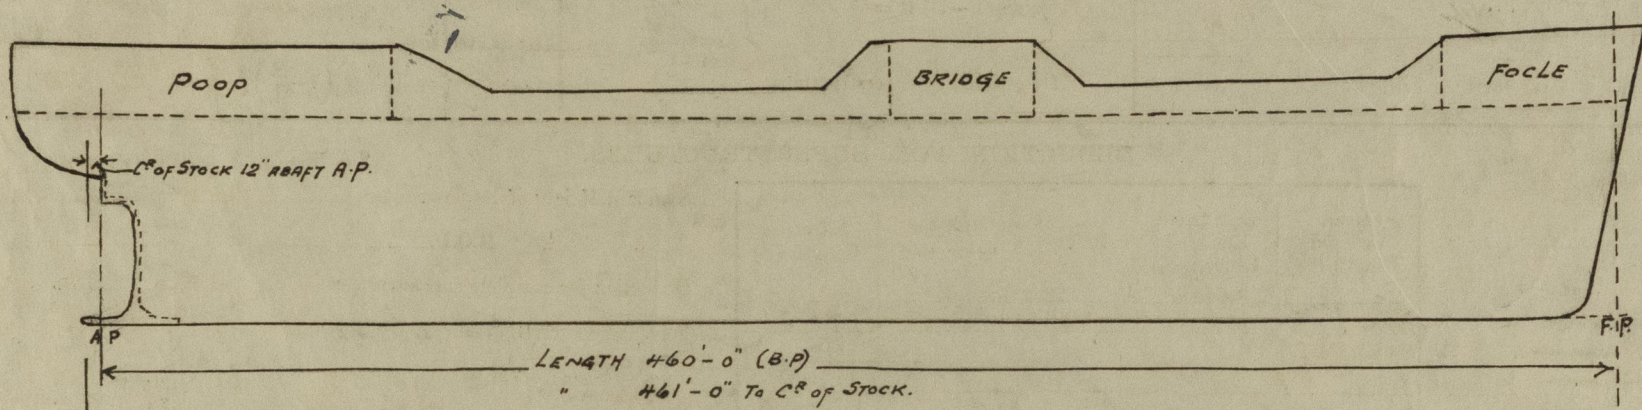 POOP
BRIDGE
FOCLE
CR OF STOCK 12" ABAFT A.P.
A P
F.P.
LENGTH 460'-0" (B.P)
" 461'-0" TO CR OF STOCK.